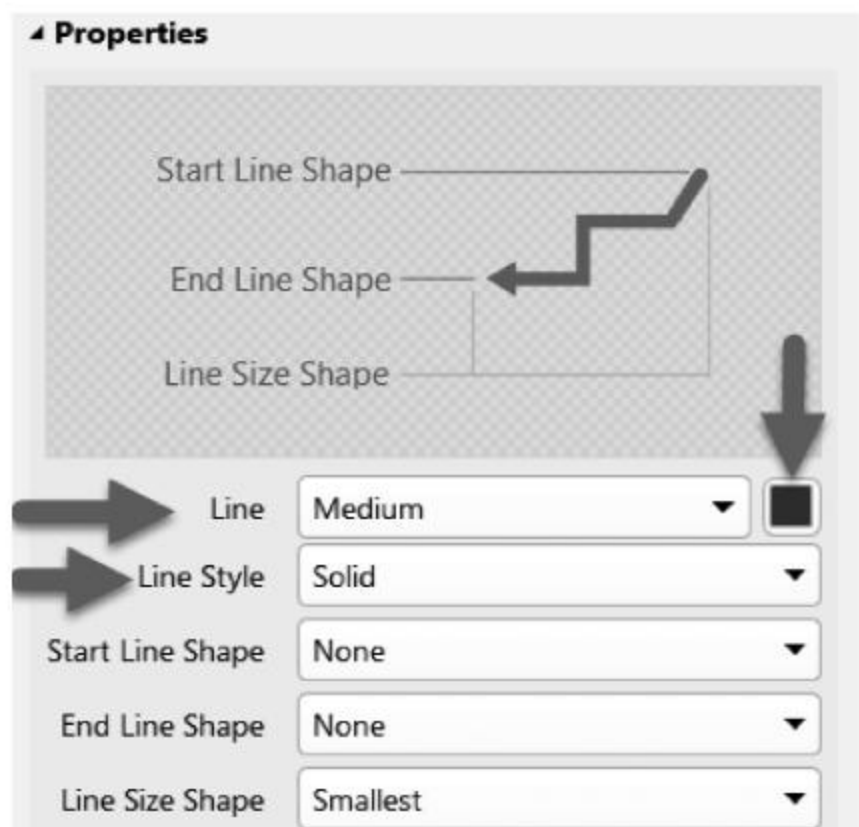 Properties
Start Line Shape
End Line Shape
Line Size Shape
Line Medium
Line Style Solid
Start Line Shape None
End Line Shape None
Line Size Shape Smallest